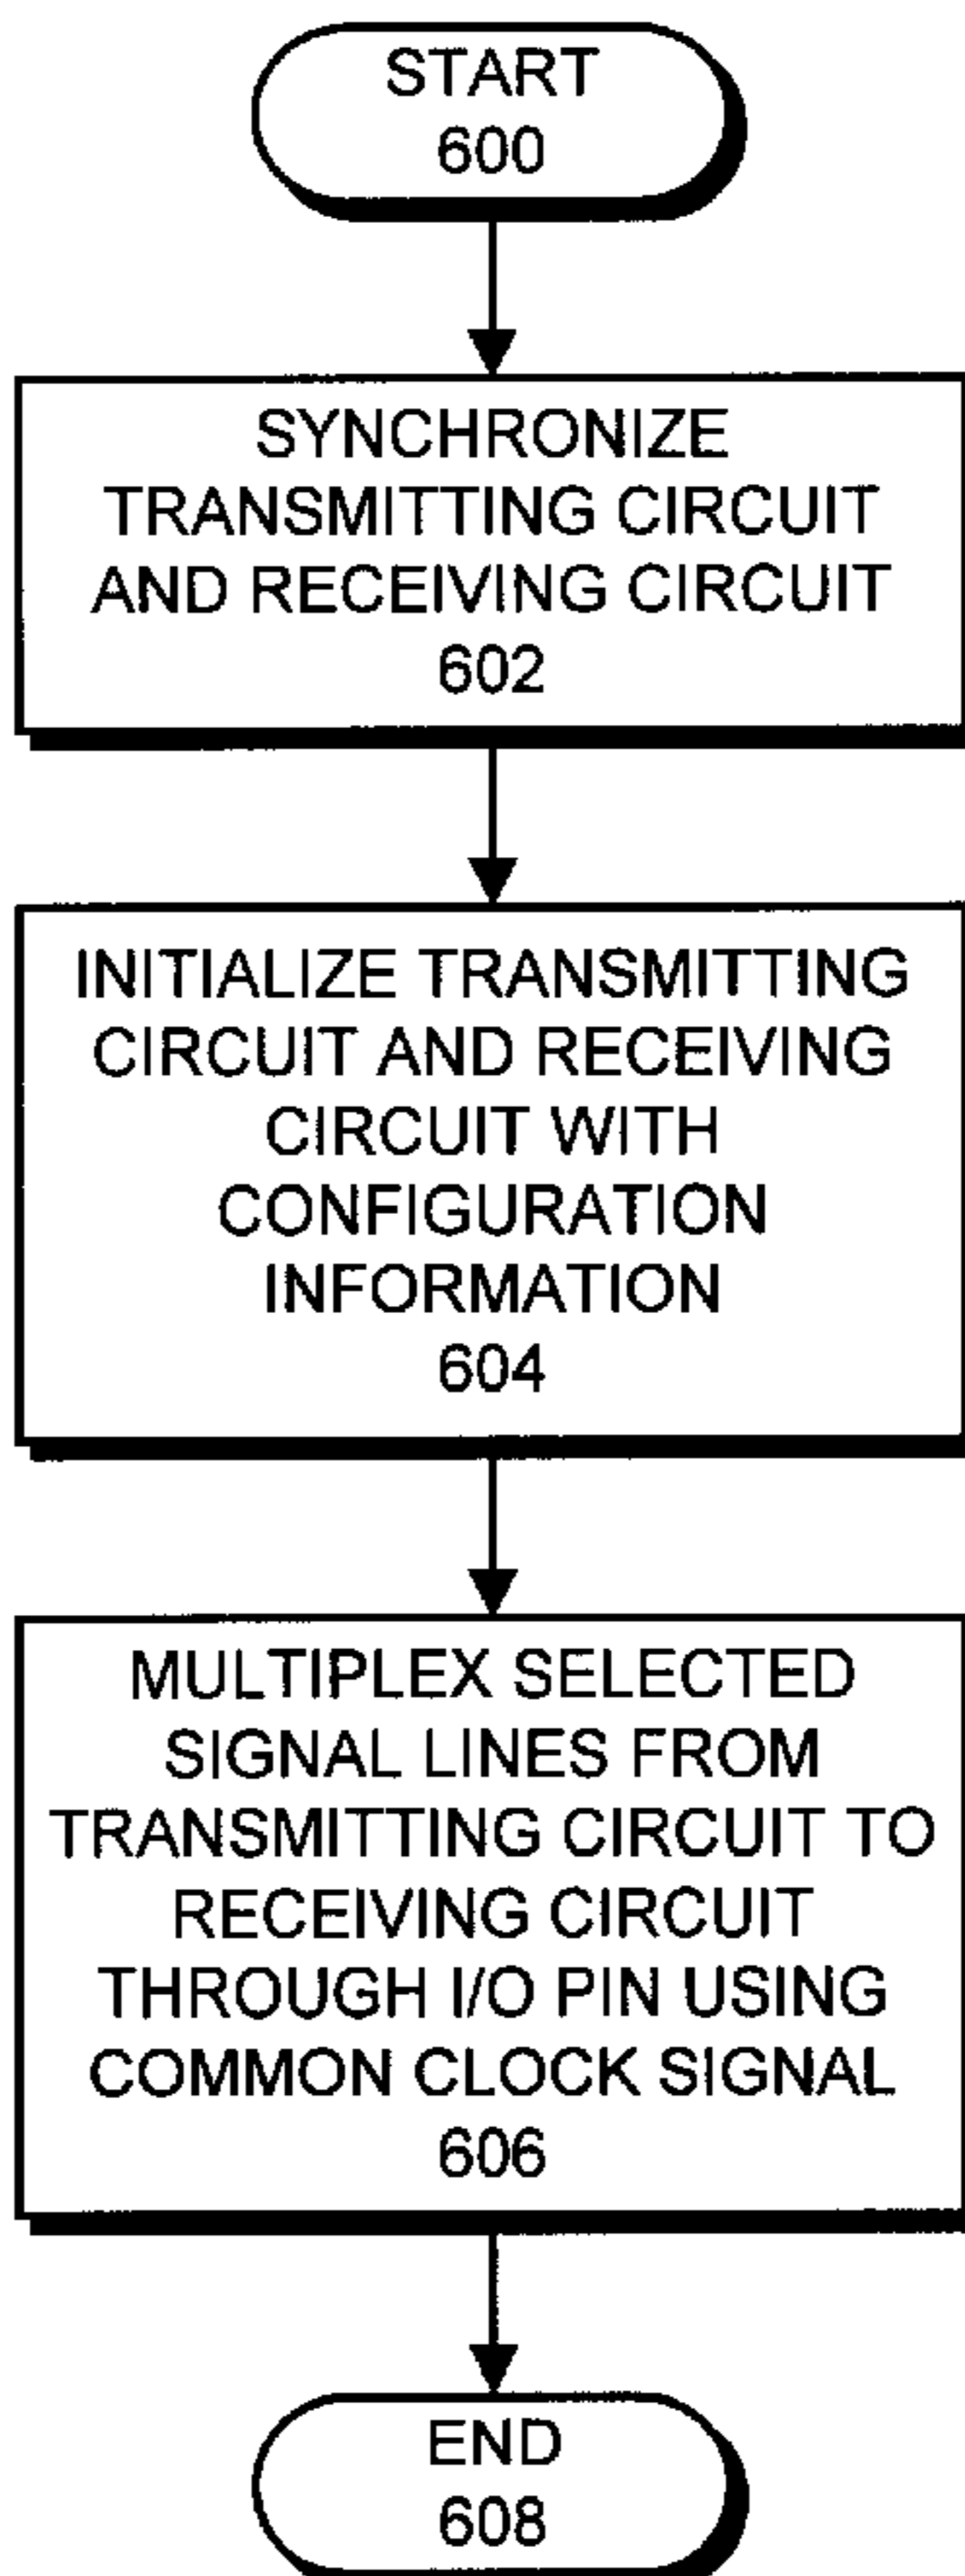 START
600
SYNCHRONIZE
TRANSMITTING CIRCUIT
AND RECEIVING CIRCUIT
602
INITIALIZE TRANSMITTING
CIRCUIT AND RECEIVING
CIRCUIT WITH
CONFIGURATION
INFORMATION
604
MULTIPLEX SELECTED
SIGNAL LINES FROM
TRANSMITTING CIRCUIT TO
RECEIVING CIRCUIT
THROUGH I/O PIN USING
COMMON CLOCK SIGNAL
606
END
608